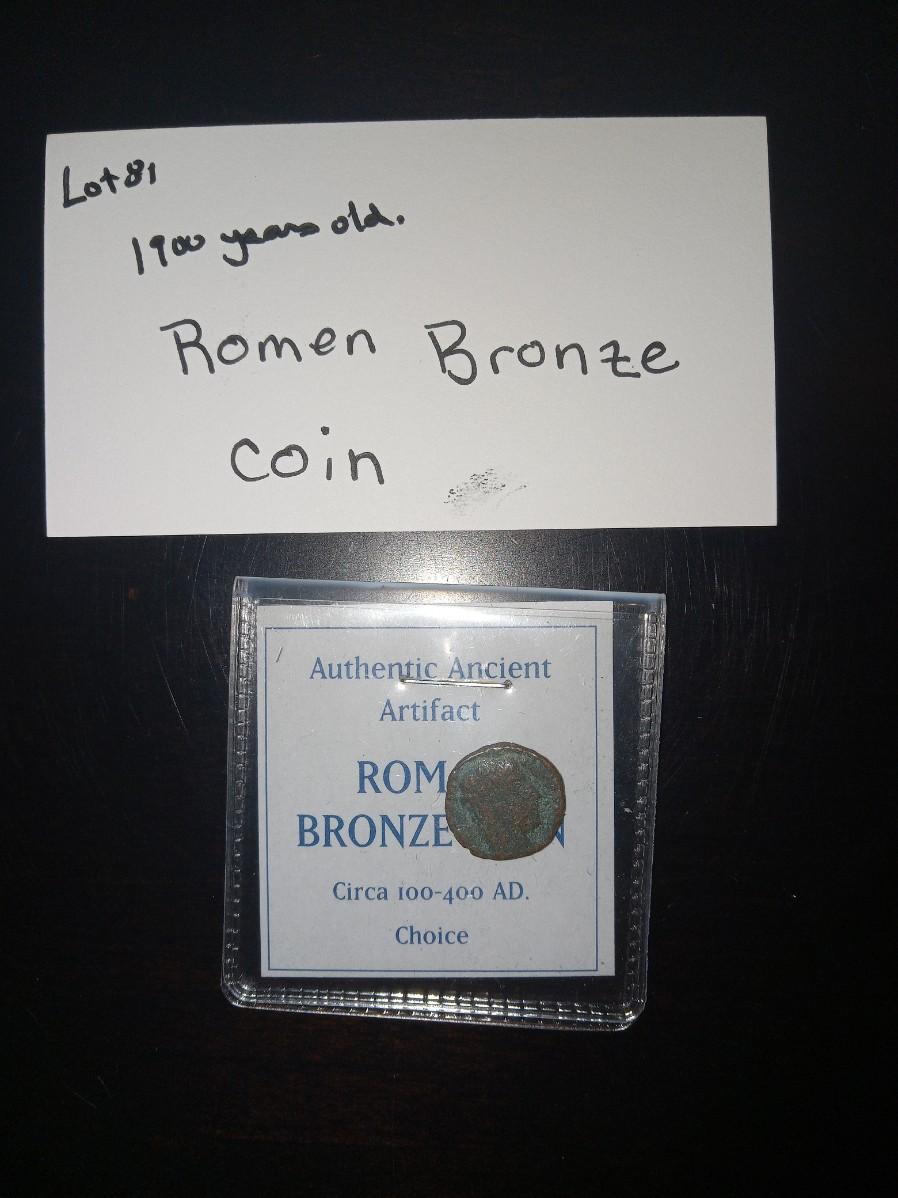 Lot 81
1900 years old.
Romen Bronze
coin
Authentic Ancient
Artifact
ROM
BRONZE N
Circa 100-400 AD.
Choice